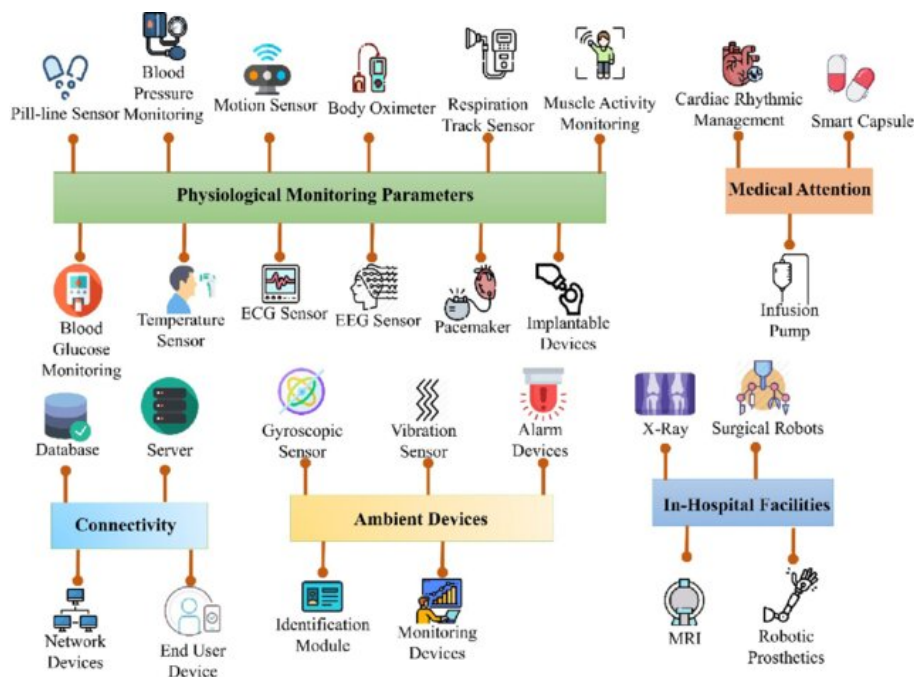 Pill-line Sensor
Blood
Pressure
Monitoring
Motion Sensor
Body Oximeter
Respiration
Track Sensor
Muscle Activity
Monitoring
Cardiac Rhythmic
Management
Smart Capsule
Physiological Monitoring Parameters
Medical Attention
Blood
Glucose
Monitoring
Temperature
Sensor
ECG Sensor
EEG Sensor
Pacemaker
Implantable
Devices
Infusion
Pump
Database
Server
Gyroscopic
Sensor
Vibration
Sensor
Alarm
Devices
X-Ray
Surgical Robots
Connectivity
Ambient Devices
In-Hospital Facilities
Network
Devices
End User
Device
Identification
Module
Monitoring
Devices
MRI
Robotic
Prosthetics